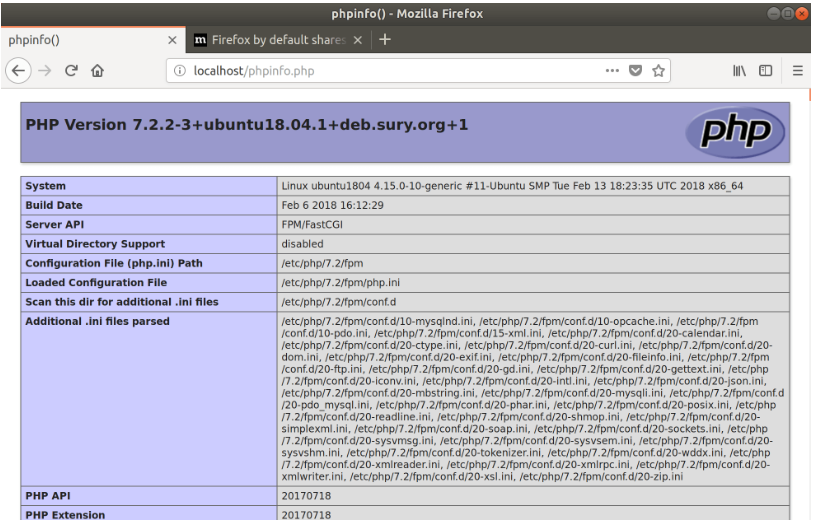 phpinfo() - Mozilla Firefox
phpinfo()
m Firefox by default shares
localhost/phpinfo.php
PHP Version 7.2.2-3+ubuntu18.04.1+deb.sury.org+1
php
System Linux ubuntu1804 4.15.0-10-generic #11-Ubuntu SMP Tue Feb 13 18:23:35 UTC 2018 x86_64
Build Date Feb 6 2018 16:12:29
Server API FPM/FastCGI
Virtual Directory Support disabled
Configuration File (php.ini) Path /etc/php/7.2/fpm
Loaded Configuration File /etc/php/7.2/fpm/php.ini
Scan this dir for additional .ini files /etc/php/7.2/fpm/conf.d
Additional .ini files parsed /etc/php/7.2/fpm/conf.d/10-mysqlnd.ini, /etc/php/7.2/fpm/conf.d/10-opcache.ini, /etc/php/7.2/fpm
/conf.d/10-pdo.ini, /etc/php/7.2/fpm/conf.d/15-xml.ini, /etc/php/7.2/fpm/conf.d/20-calendar.ini,
/etc/php/7.2/fpm/conf.d/20-ctype.ini, /etc/php/7.2/fpm/conf.d/20-curl.ini, /etc/php/7.2/fpm/conf.d/20-
dom.ini, /etc/php/7.2/fpm/conf.d/20-exif.ini, /etc/php/7.2/fpm/conf.d/20-fileinfo.ini, /etc/php/7.2/fpm
/conf.d/20-ftp.ini, /etc/php/7.2/fpm/conf.d/20-gd.ini, /etc/php/7.2/fpm/conf.d/20-gettext.ini, /etc/php
/7.2/fpm/conf.d/20-iconv.ini, /etc/php/7.2/fpm/conf.d/20-intl.ini, /etc/php/7.2/fpm/conf.d/20-json.ini,
/etc/php/7.2/fpm/conf.d/20-mbstring.ini, /etc/php/7.2/fpm/conf.d/20-mysqli.ini, /etc/php/7.2/fpm/conf.d
/20-pdo_mysql.ini, /etc/php/7.2/fpm/conf.d/20-phar.ini, /etc/php/7.2/fpm/conf.d/20-posix.ini, /etc/php
/7.2/fpm/conf.d/20-readline.ini, /etc/php/7.2/fpm/conf.d/20-shmop.ini, /etc/php/7.2/fpm/conf.d/20-
simplexml.ini, /etc/php/7.2/fpm/conf.d/20-soap.ini, /etc/php/7.2/fpm/conf.d/20-sockets.ini, /etc/php
/7.2/fpm/conf.d/20-sysvmsg.ini, /etc/php/7.2/fpm/conf.d/20-sysvsem.ini, /etc/php/7.2/fpm/conf.d/20-
sysvshm.ini, /etc/php/7.2/fpm/conf.d/20-tokenizer.ini, /etc/php/7.2/fpm/conf.d/20-wddx.ini, /etc/php
/7.2/fpm/conf.d/20-xmlreader.ini, /etc/php/7.2/fpm/conf.d/20-xmlrpc.ini, /etc/php/7.2/fpm/conf.d/20-
xmlwriter.ini, /etc/php/7.2/fpm/conf.d/20-xsl.ini, /etc/php/7.2/fpm/conf.d/20-zip.ini
PHP API 20170718
PHP Extension 20170718